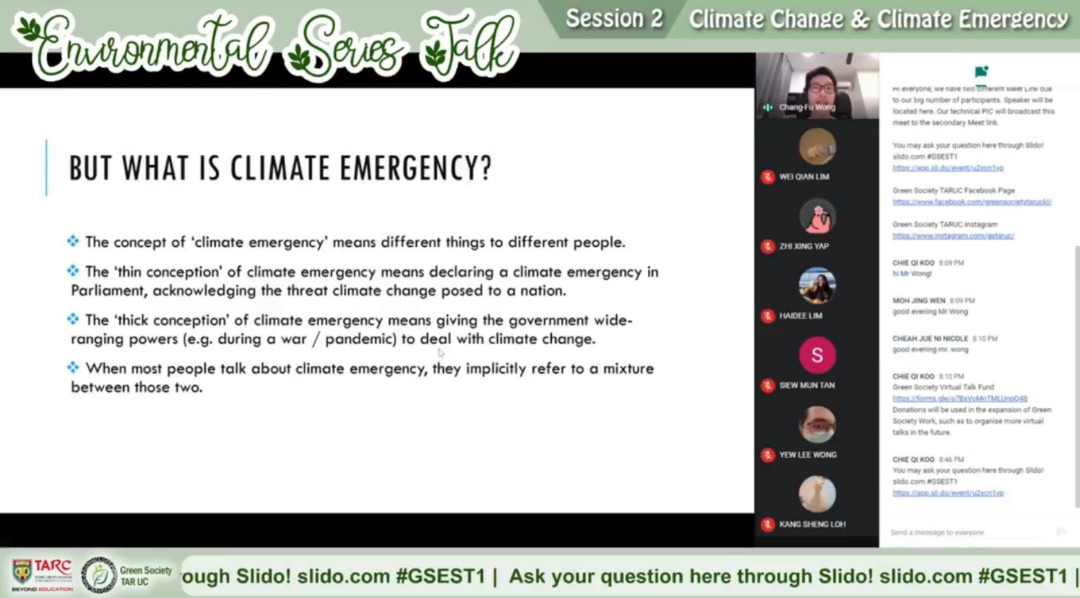 Environmental Series Talk
Session 2
Climate Change & Climate Emergency
BUT WHAT IS CLIMATE EMERGENCY?
The concept of 'climate emergency' means different things to different people.
The 'thin conception' of climate emergency means declaring a climate emergency in
Parliament, acknowledging the threat climate change posed to a nation.
The 'thick conception' of climate emergency means giving the government wide-
ranging powers (e.g. during a war / pandemic) to deal with climate change.
When most people talk about climate emergency, they implicitly refer to a mixture
between those two.
Chang-Fu Wong
WEI QIAN LIM
ZHI XING YAP
HAIDEE LIM
S
SIEW MUN TAN
YEW LEE WONG
KANG SHENG LOH
Hi everyone, we have two different Meet Link due
to our big number of participants. Speaker will be
located here. Our technical PIC will broadcast this
meet to the secondary Meet link.
You may ask your question here through Slido!
slido.com #GSEST1
https://app.sli.do/event/u2xcn1yp
Green Society TARUC Facebook Page
https://www.facebook.com/greensocietytaruckl/
Green Society TARUC Instagram
https://www.instagram.com/gstaruc/
CHIE QI KOO 8:09 PM
hi Mr Wong!
MOH JING WEN 8:09 PM
good evening Mr Wong
CHEAH JUE NI NICOLE 8:10 PM
good evening mr. wong
CHIE QI KOO 8:10 PM
Green Society Virtual Talk Fund
Donations will be used in the expansion of Green
Society Work, such as to organise more virtual
talks in the future.
CHIE QI KOO 8:46 PM
You may ask your question here through Slido!
slido.com #GSEST1
https://app.sli.do/event/u2xcn1yp
Send a message to everyone
TARC
BEYOND EDUCATION
Green Society
TAR UC
ough Slido! slido.com #GSEST1 | Ask your question here through Slido! slido.com #GSEST1 |